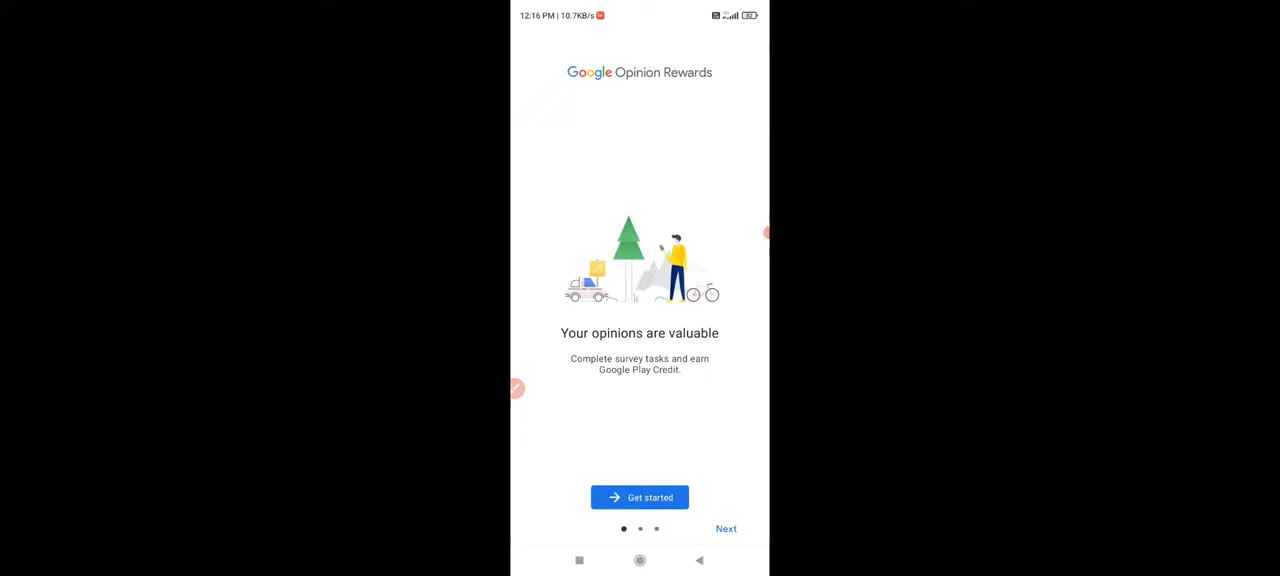 12:16 PM | 10.7KB/s
82
Google Opinion Rewards
Your opinions are valuable
Complete survey tasks and earn
Google Play Credit.
Get started
Next